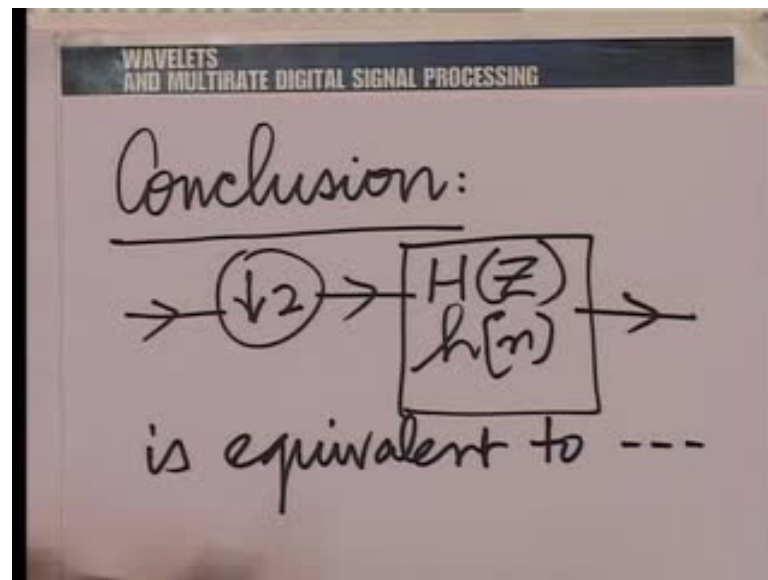 WAVELETS
AND MULTIRATE DIGITAL SIGNAL PROCESSING
Conclusion:
↓2 H(Z)
h[n]
is equivalent to ---